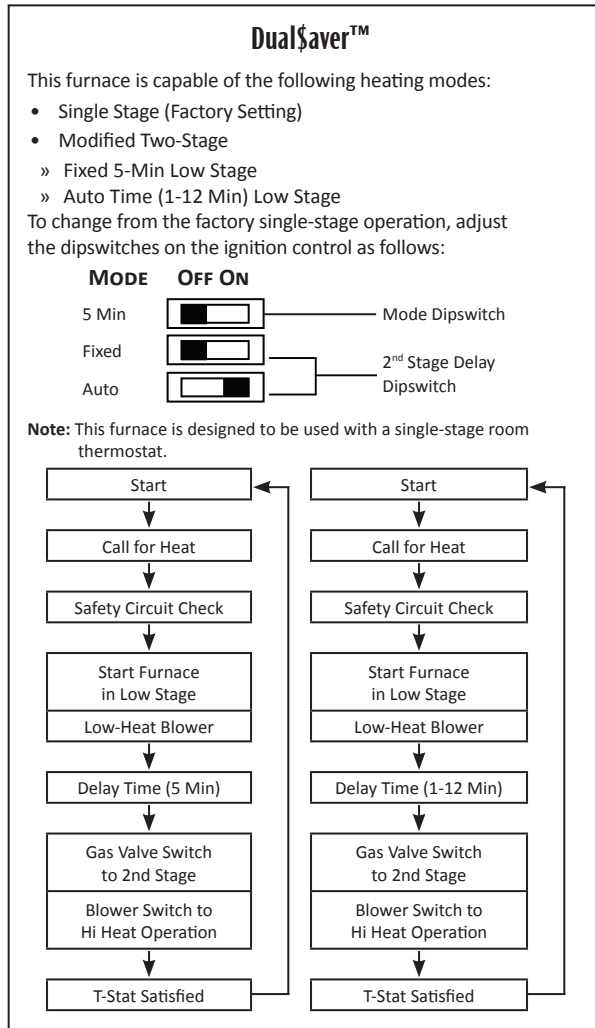 Dual$aver™
This furnace is capable of the following heating modes:
• Single Stage (Factory Setting)
• Modified Two-Stage
» Fixed 5-Min Low Stage
» Auto Time (1-12 Min) Low Stage
To change from the factory single-stage operation, adjust
the dipswitches on the ignition control as follows:
MODE OFF ON
5 Min
Mode Dipswitch
Fixed
Auto
2nd Stage Delay
Dipswitch
Note: This furnace is designed to be used with a single-stage room
thermostat.
Start
Call for Heat
Safety Circuit Check
Start Furnace
in Low Stage
Low-Heat Blower
Delay Time (5 Min)
Gas Valve Switch
to 2nd Stage
Blower Switch to
Hi Heat Operation
T-Stat Satisfied
Start
Call for Heat
Safety Circuit Check
Start Furnace
in Low Stage
Low-Heat Blower
Delay Time (1-12 Min)
Gas Valve Switch
to 2nd Stage
Blower Switch to
Hi Heat Operation
T-Stat Satisfied